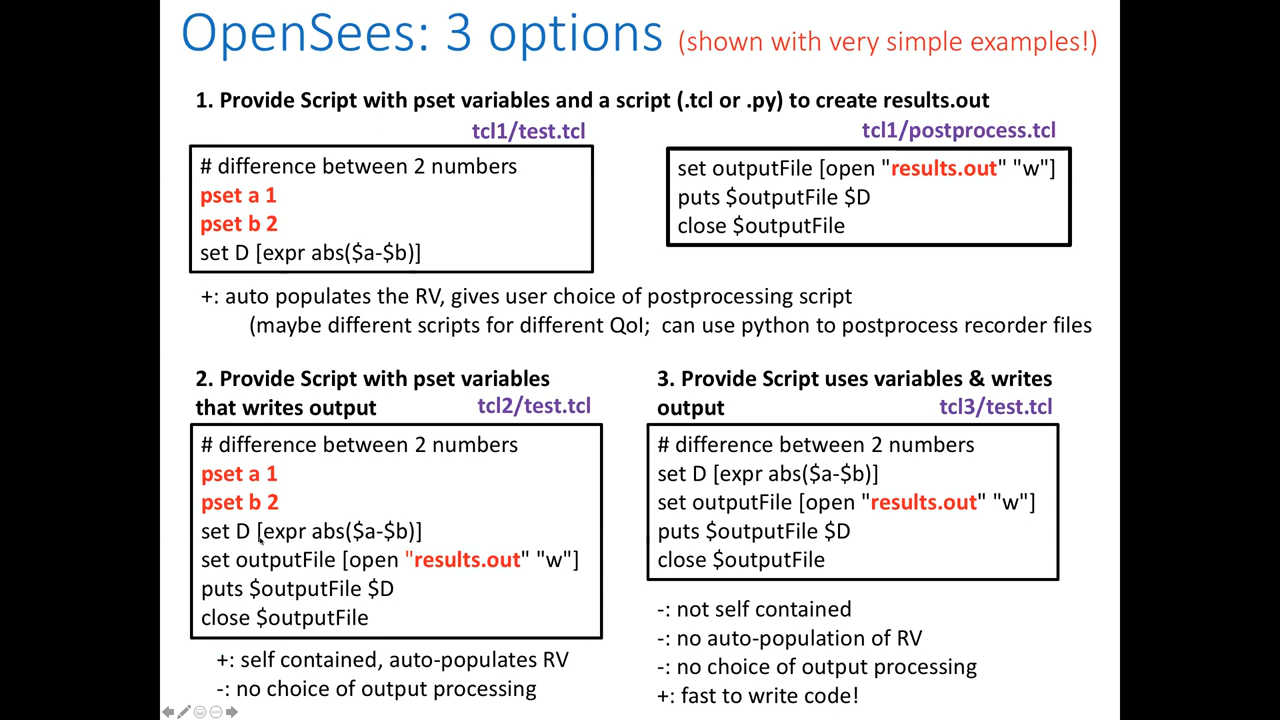 OpenSees: 3 options (shown with very simple examples!)
1. Provide Script with pset variables and a script (.tcl or .py) to create results.out
tcl1/test.tcl
# difference between 2 numbers
pset a 1
pset b 2
set D [expr abs($a-$b)]
tcl1/postprocess.tcl
set outputFile [open "results.out" "w"]
puts $outputFile $D
close $outputFile
+: auto populates the RV, gives user choice of postprocessing script
(maybe different scripts for different QoI;  can use python to postprocess recorder files
2. Provide Script with pset variables
that writes output
tcl2/test.tcl
# difference between 2 numbers
pset a 1
pset b 2
set D [expr abs($a-$b)]
set outputFile [open "results.out" "w"]
puts $outputFile $D
close $outputFile
+: self contained, auto-populates RV
-: no choice of output processing
3. Provide Script uses variables & writes
output
tcl3/test.tcl
# difference between 2 numbers
set D [expr abs($a-$b)]
set outputFile [open "results.out" "w"]
puts $outputFile $D
close $outputFile
-: not self contained
-: no auto-population of RV
-: no choice of output processing
+: fast to write code!